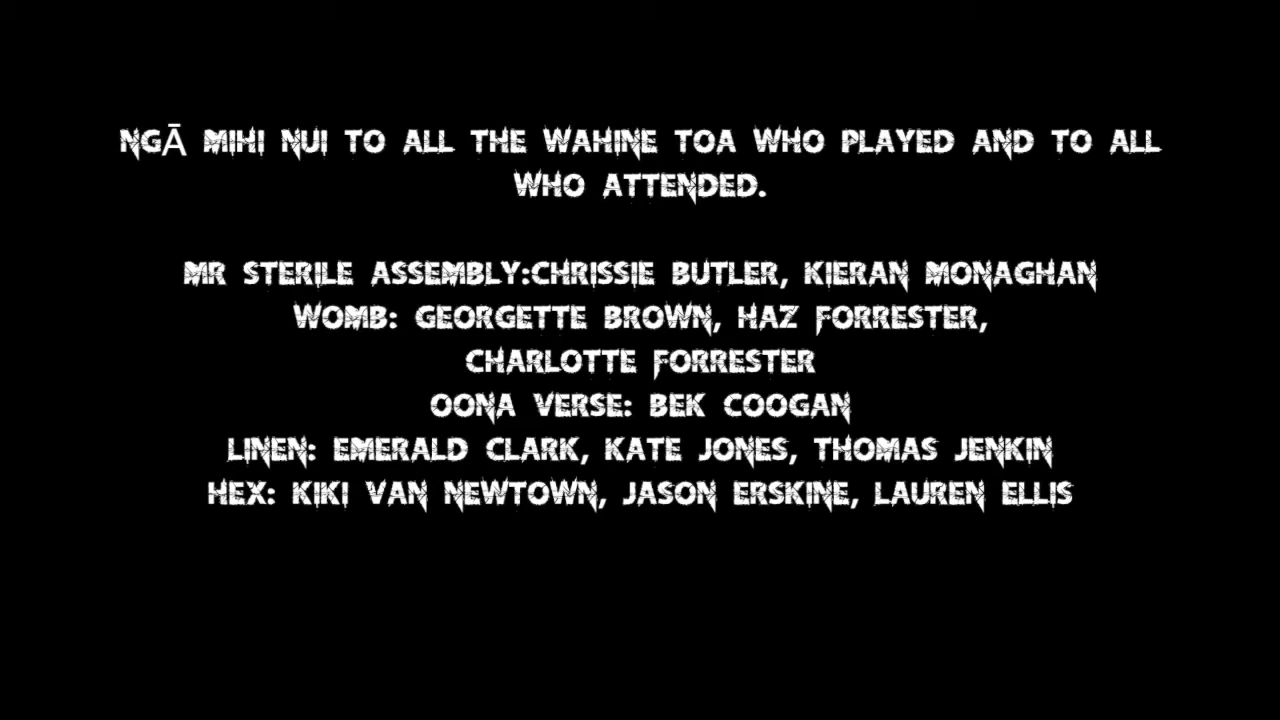 NGĀ MIHI NUI TO ALL THE WAHINE TOA WHO PLAYED AND TO ALL
WHO ATTENDED.
MR STERILE ASSEMBLY:CHRISSIE BUTLER, KIERAN MONAGHAN
WOMB: GEORGETTE BROWN, HAZ FORRESTER,
CHARLOTTE FORRESTER
OONA VERSE: BEK COOGAN
LINEN: EMERALD CLARK, KATE JONES, THOMAS JENKIN
HEX: KIKI VAN NEWTOWN, JASON ERSKINE, LAUREN ELLIS